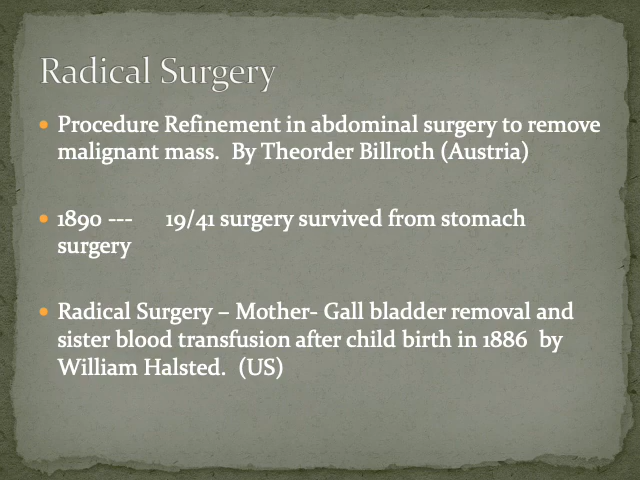 Radical Surgery
• Procedure Refinement in abdominal surgery to remove
malignant mass. By Theorder Billroth (Austria)
• 1890 --- 19/41 surgery survived from stomach
surgery
• Radical Surgery – Mother- Gall bladder removal and
sister blood transfusion after child birth in 1886 by
William Halsted. (US)